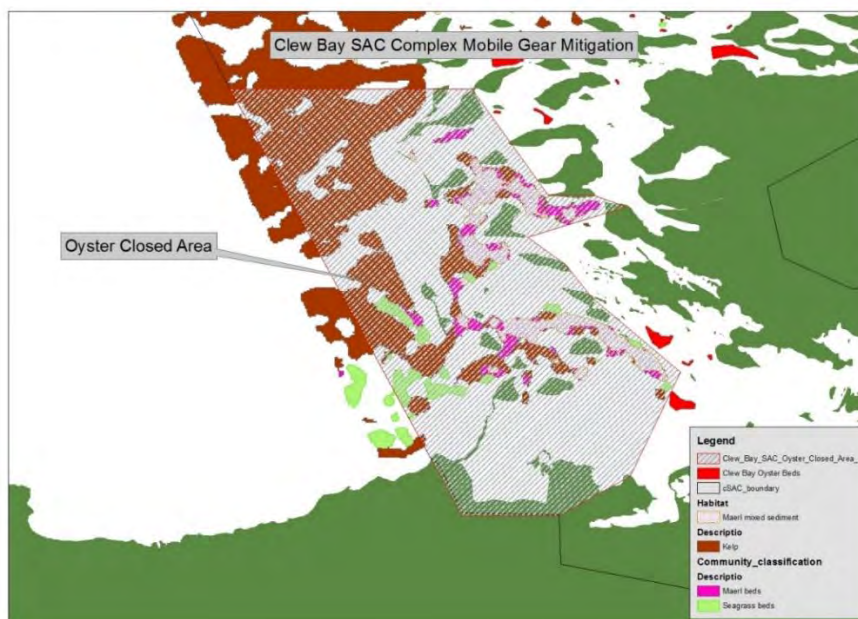 Clew Bay SAC Complex Mobile Gear Mitigation
Oyster Closed Area
Legend
Clew_Bay_SAC_Oyster_Closed_Area_
Clew Bay Oyster Beds
cSAC_boundary
Habitat
Maerl mixed sediment
Descriptio
Kelp
Community_classification
Descriptio
Maerl beds
Seagrass beds